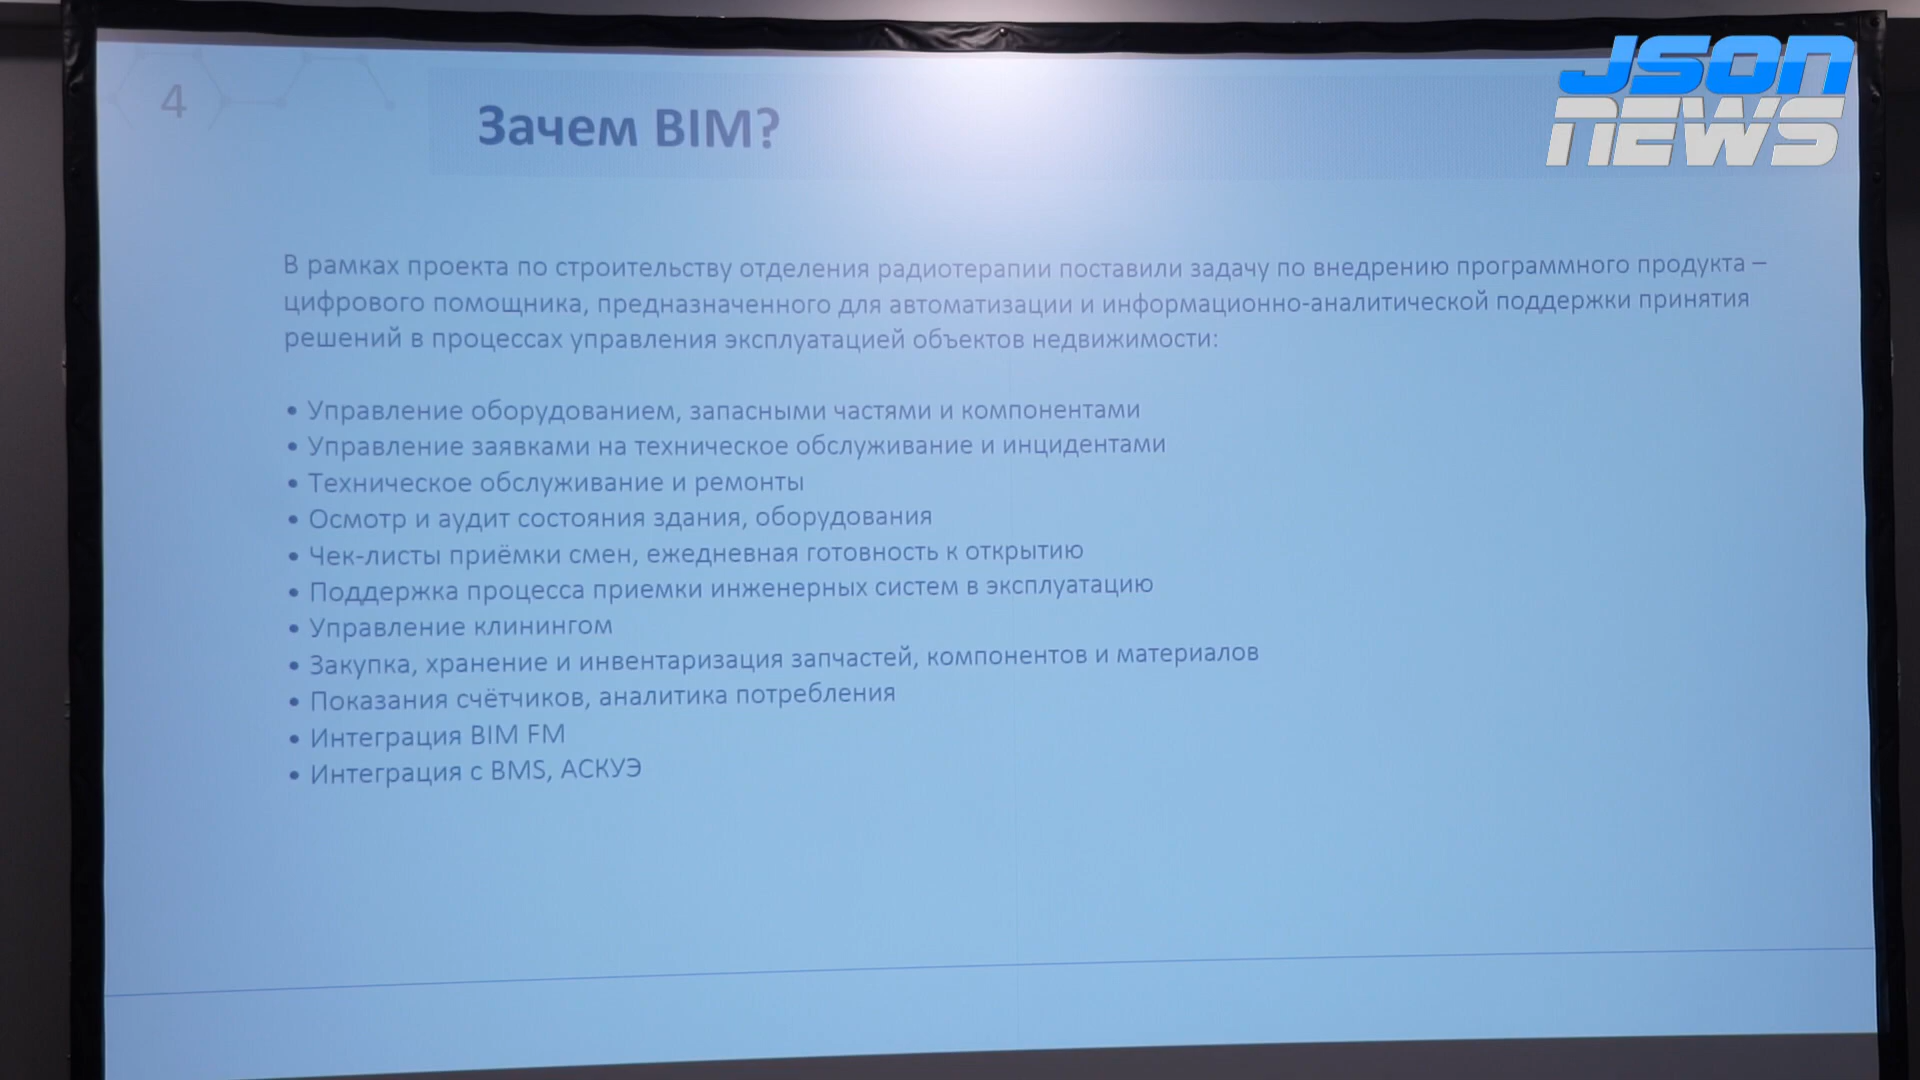 JSON
NEWS
4
Зачем BIM?
В рамках проекта по строительству отделения радиотерапии поставили задачу по внедрению программного продукта –
цифрового помощника, предназначенного для автоматизации и информационно-аналитической поддержки принятия
решений в процессах управления эксплуатацией объектов недвижимости:
• Управление оборудованием, запасными частями и компонентами
• Управление заявками на техническое обслуживание и инцидентами
• Техническое обслуживание и ремонты
• Осмотр и аудит состояния здания, оборудования
• Чек-листы приёмки смен, ежедневная готовность к открытию
• Поддержка процесса приемки инженерных систем в эксплуатацию
• Управление клинингом
• Закупка, хранение и инвентаризация запчастей, компонентов и материалов
• Показания счётчиков, аналитика потребления
• Интеграция BIM FM
• Интеграция с BMS, АСКУЭ